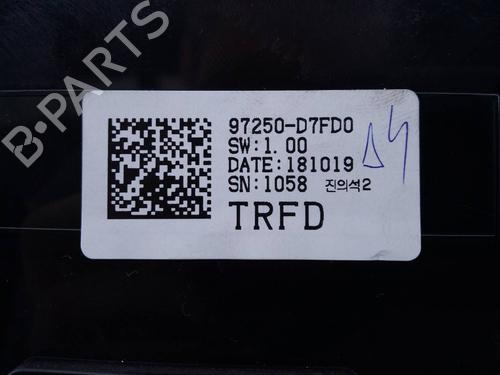 B-PARTS
97250-D7FD0
SW:1.00
DATE:181019
SN:1058 진의석2
TRFD